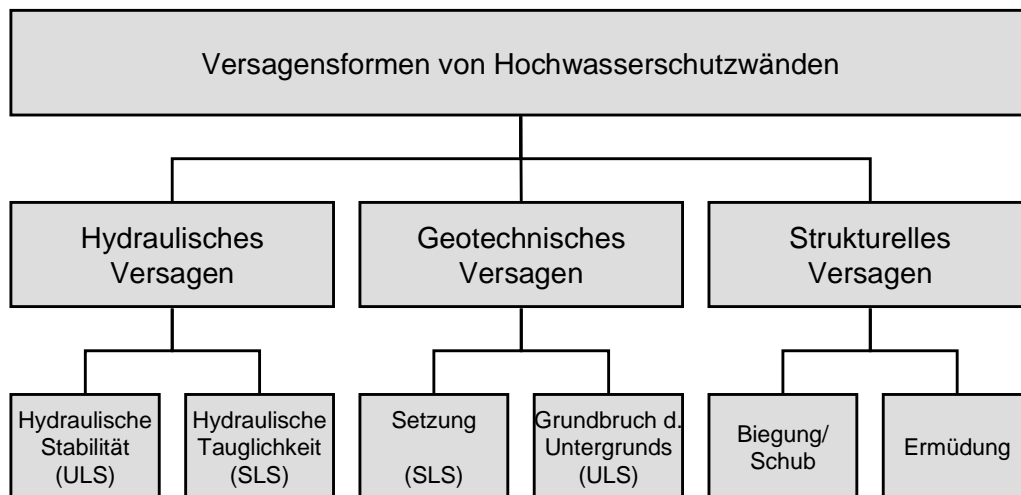 Versagensformen von Hochwasserschutzwänden
Hydraulisches
Versagen
Geotechnisches
Versagen
Strukturelles
Versagen
Hydraulische
Stabilität
(ULS)
Hydraulische
Tauglichkeit
(SLS)
Setzung
(SLS)
Grundbruch d.
Untergrunds
(ULS)
Biegung/
Schub
Ermüdung